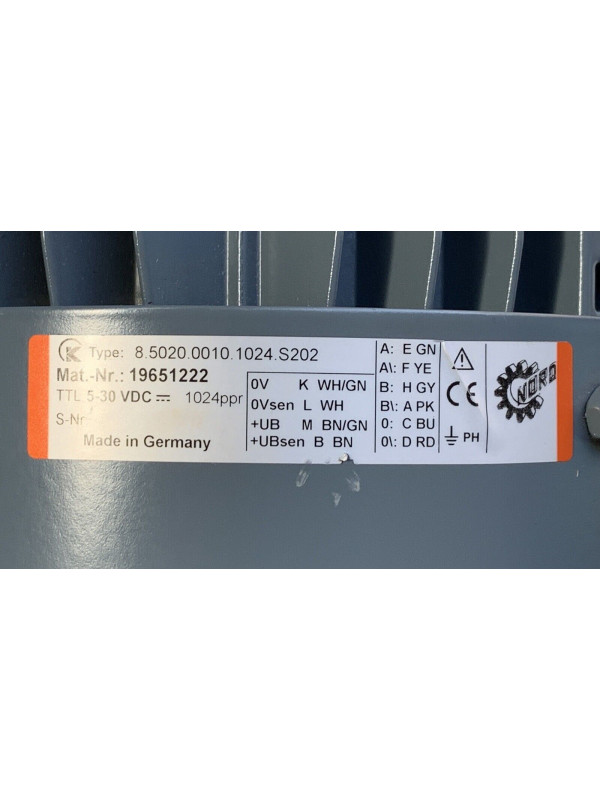 K Type: 8.5020.0010.1024.S202
Mat.-Nr.: 19651222
TTL 5-30 VDC ⎓ 1024ppr
S-Nr
Made in Germany
0V K WH/GN
0Vsen L WH
+UB M BN/GN
+UBsen B BN
A: E GN
A\: F YE
B: H GY
B\: A PK
0: C BU
0\: D RD
CE
PH
NORD